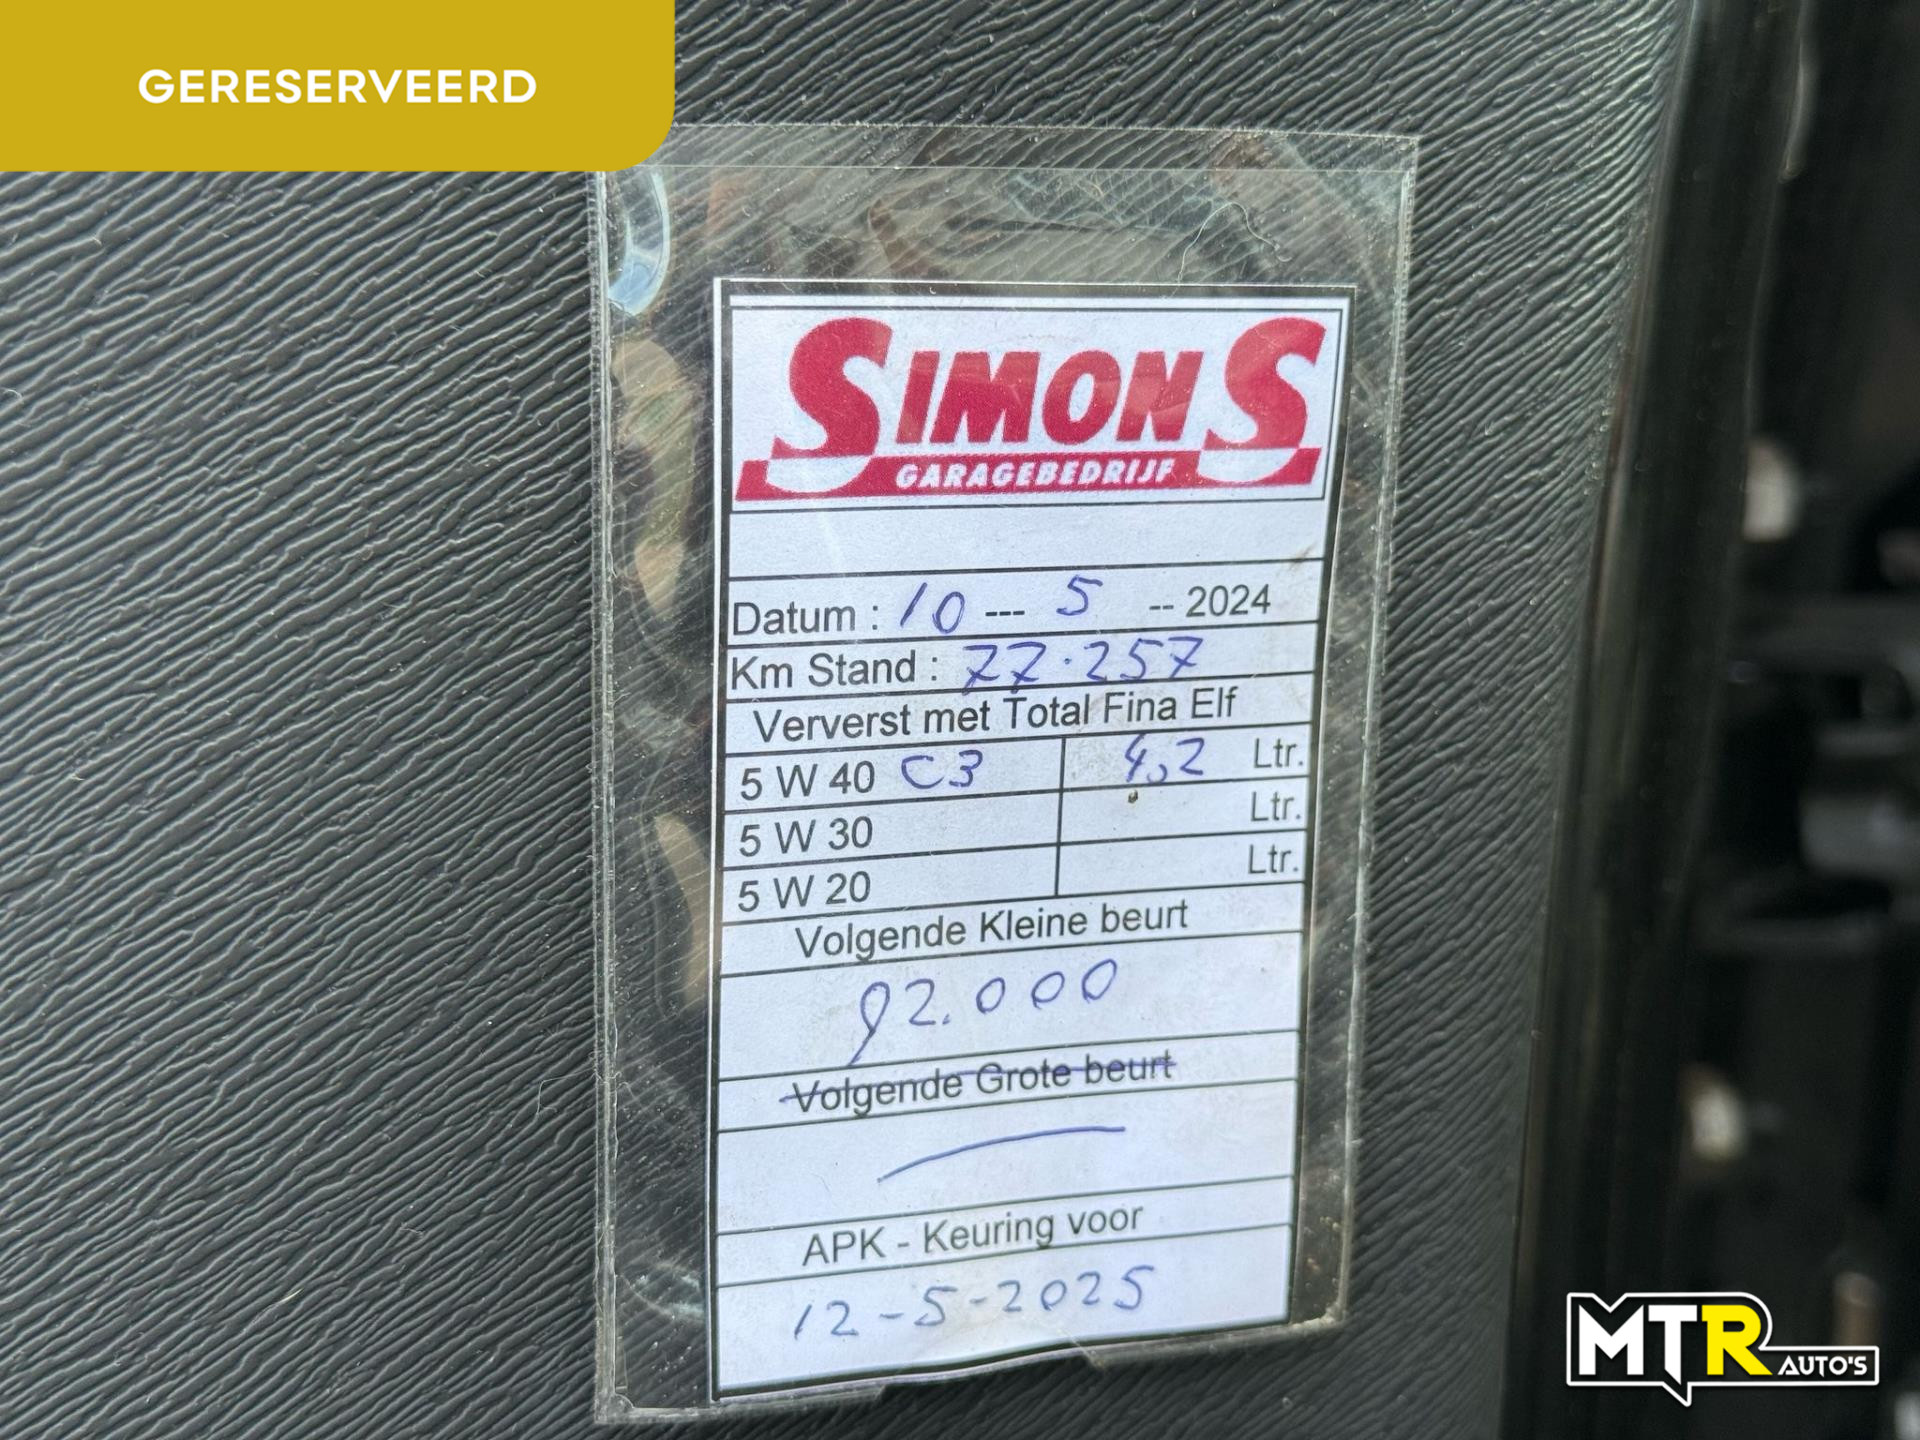 GERESERVEERD
SIMONS
GARAGEBEDRIJF
Datum : 10 --- 5 -- 2024
Km Stand : 77.257
Ververst met Total Fina Elf
5 W 40 C3 4,2 Ltr.
5 W 30 Ltr.
5 W 20 Ltr.
Volgende Kleine beurt
92.000
Volgende Grote beurt
APK - Keuring voor
12-5-2025
MTR AUTO'S